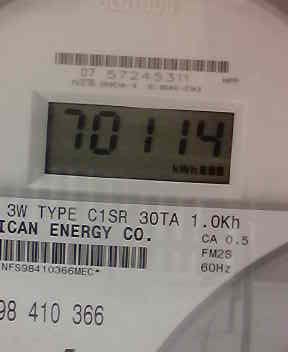 07 57245311
70114
kWh
3W TYPE C1SR 30TA 1.0Kh
ICAN ENERGY CO.
CA 0.5
FM2S
60Hz
NFS98410366MEC*
98 410 366